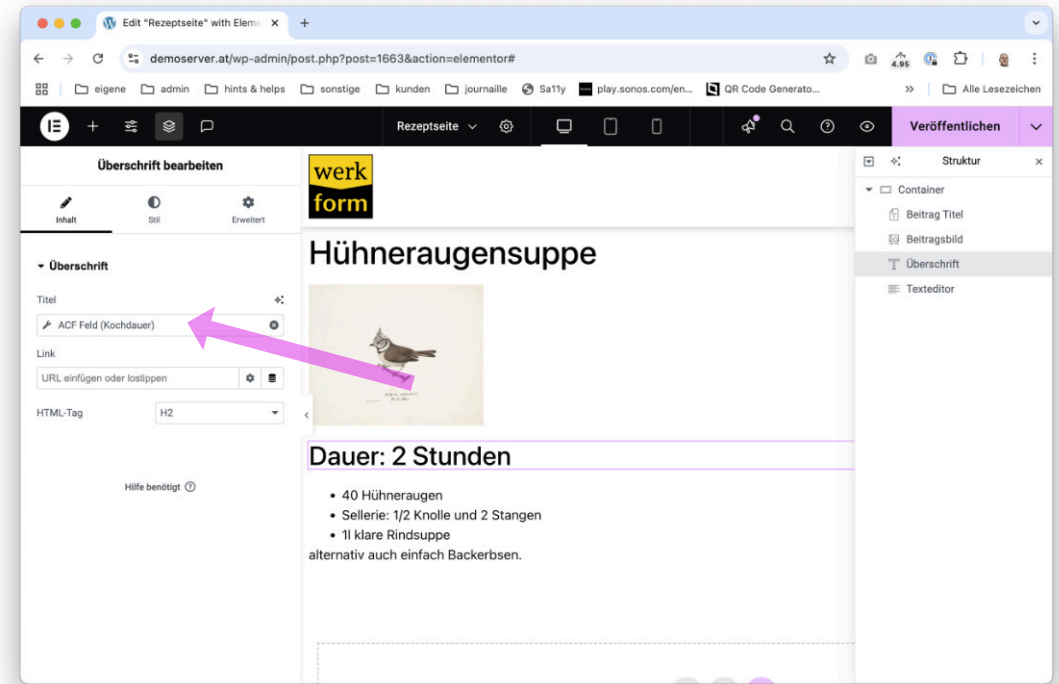 Edit "Rezeptseite" with Eleme
demoserver.at/wp-admin/post.php?post=1663&action=elementor#
4.95
eigene admin hints & helps sonstige kunden journaille Sa11y play.sonos.com/en... QR Code Generato... » Alle Lesezeichen
Rezeptseite
Veröffentlichen
Überschrift bearbeiten
Inhalt Stil Erweitert
Überschrift
Titel
ACF Feld (Kochdauer)
Link
URL einfügen oder lostippen
HTML-Tag H2
Hilfe benötigt
werk
form
Hühneraugensuppe
Dauer: 2 Stunden
• 40 Hühneraugen
• Sellerie: 1/2 Knolle und 2 Stangen
• 1l klare Rindsuppe
alternativ auch einfach Backerbsen.
Struktur
Container
Beitrag Titel
Beitragsbild
Überschrift
Texteditor